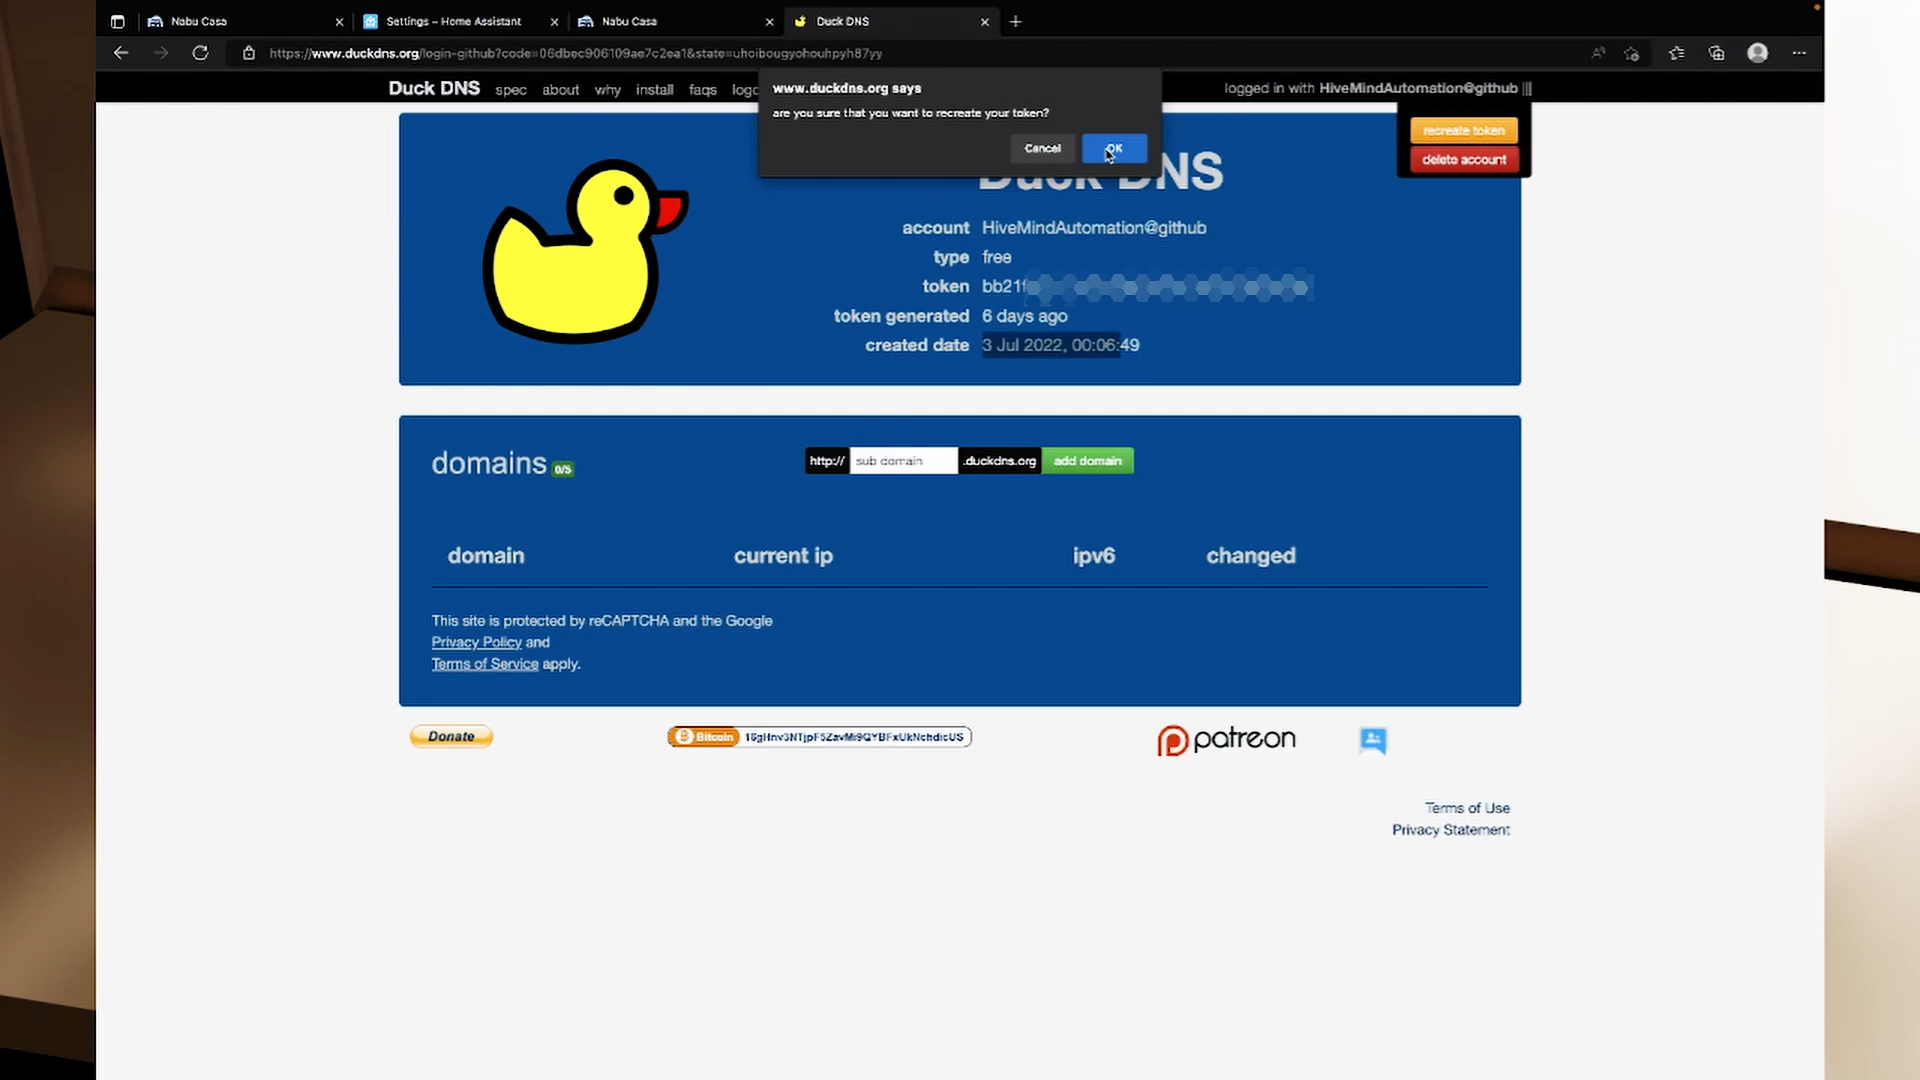 Nabu Casa
Settings – Home Assistant
Nabu Casa
Duck DNS
https://www.duckdns.org/login-github?code=06dbec906109ae7c2ea1&state=uhoibougyohouhpyh87yy
Duck DNS spec about why install faqs logo
logged in with HiveMindAutomation@github
www.duckdns.org says
are you sure that you want to recreate your token?
Cancel
OK
recreate token
delete account
Duck DNS
account HiveMindAutomation@github
type free
token bb21f
token generated 6 days ago
created date 3 Jul 2022, 00:06:49
domains 0/5
http:// sub domain .duckdns.org add domain
domain current ip ipv6 changed
This site is protected by reCAPTCHA and the Google
Privacy Policy and
Terms of Service apply.
Donate
Bitcoin
patreon
Terms of Use
Privacy Statement